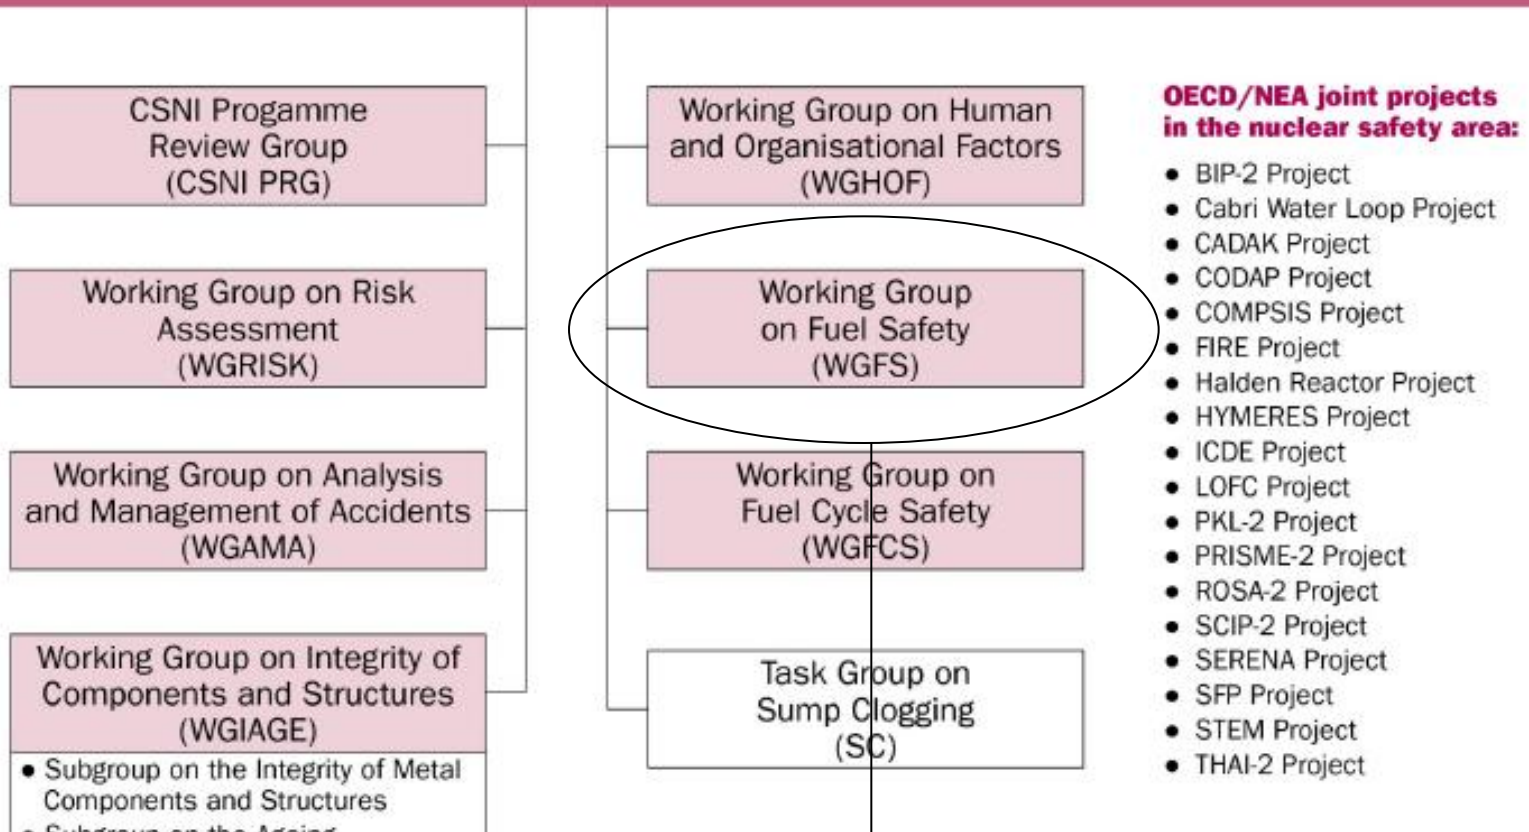 CSNI Progamme
Review Group
(CSNI PRG)
Working Group on Risk
Assessment
(WGRISK)
Working Group on Analysis
and Management of Accidents
(WGAMA)
Working Group on Integrity of
Components and Structures
(WGIAGE)
● Subgroup on the Integrity of Metal
Components and Structures
● Subgroup on the Ageing
Working Group on Human
and Organisational Factors
(WGHOF)
Working Group
on Fuel Safety
(WGFS)
Working Group on
Fuel Cycle Safety
(WGFCS)
Task Group on
Sump Clogging
(SC)
OECD/NEA joint projects
in the nuclear safety area:
● BIP-2 Project
● Cabri Water Loop Project
● CADAK Project
● CODAP Project
● COMPSIS Project
● FIRE Project
● Halden Reactor Project
● HYMERES Project
● ICDE Project
● LOFC Project
● PKL-2 Project
● PRISME-2 Project
● ROSA-2 Project
● SCIP-2 Project
● SERENA Project
● SFP Project
● STEM Project
● THAI-2 Project